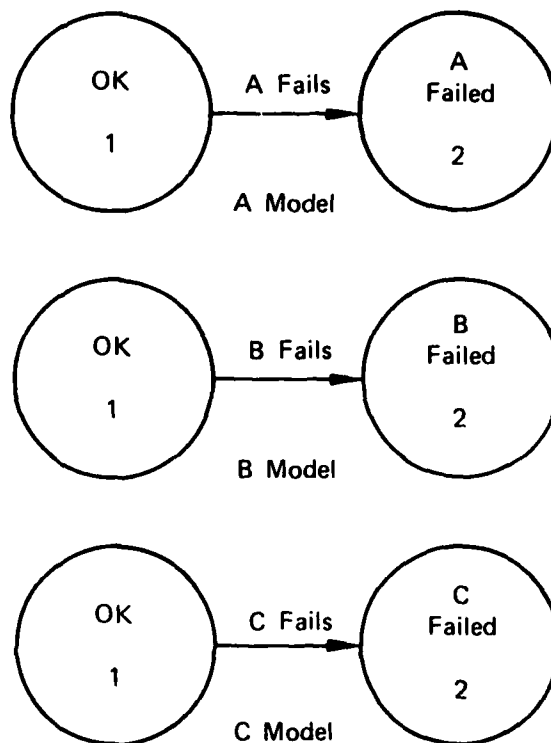 OK
1
A Fails
A
Failed
2
A Model
OK
1
B Fails
B
Failed
2
B Model
OK
1
C Fails
C
Failed
2
C Model